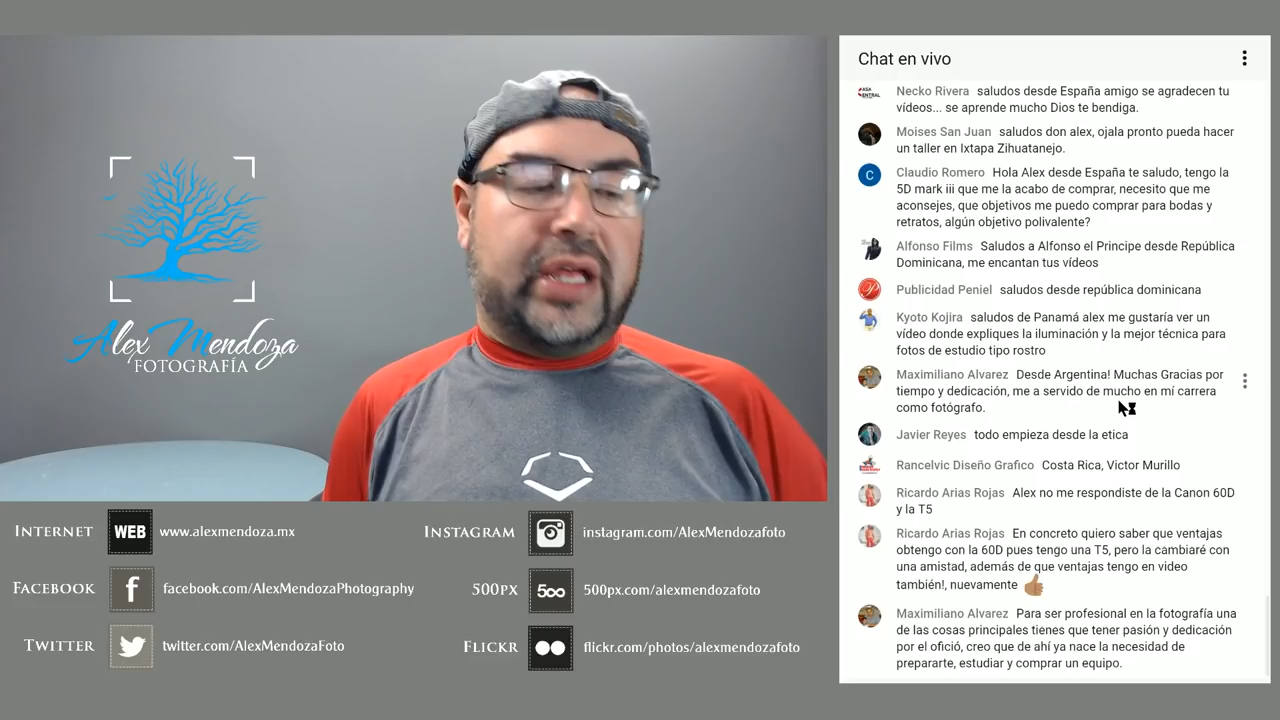 Alex Mendoza
FOTOGRAFÍA
INTERNET
WEB
www.alexmendoza.mx
FACEBOOK
f
facebook.com/AlexMendozaPhotography
TWITTER
twitter.com/AlexMendozaFoto
INSTAGRAM
instagram.com/AlexMendozafoto
500PX
500
500px.com/alexmendozafoto
FLICKR
flickr.com/photos/alexmendozafoto
Chat en vivo
Necko Rivera saludos desde España amigo se agradecen tu
vídeos... se aprende mucho Dios te bendiga.
Moises San Juan saludos don alex, ojala pronto pueda hacer
un taller en Ixtapa Zihuatanejo.
C
Claudio Romero Hola Alex desde España te saludo, tengo la
5D mark iii que me la acabo de comprar, necesito que me
aconsejes, que objetivos me puedo comprar para bodas y
retratos, algún objetivo polivalente?
Alfonso Films Saludos a Alfonso el Principe desde República
Dominicana, me encantan tus vídeos
P
Publicidad Peniel saludos desde república dominicana
Kyoto Kojira saludos de Panamá alex me gustaría ver un
vídeo donde expliques la iluminación y la mejor técnica para
fotos de estudio tipo rostro
Maximiliano Alvarez Desde Argentina! Muchas Gracias por
tiempo y dedicación, me a servido de mucho en mí carrera
como fotógrafo.
Javier Reyes todo empieza desde la etica
Rancelvic Diseño Grafico Costa Rica, Victor Murillo
Ricardo Arias Rojas Alex no me respondiste de la Canon 60D
y la T5
Ricardo Arias Rojas En concreto quiero saber que ventajas
obtengo con la 60D pues tengo una T5, pero la cambiaré con
una amistad, además de que ventajas tengo en video
también!, nuevamente
Maximiliano Alvarez Para ser profesional en la fotografía una
de las cosas principales tienes que tener pasión y dedicación
por el ofició, creo que de ahí ya nace la necesidad de
prepararte, estudiar y comprar un equipo.